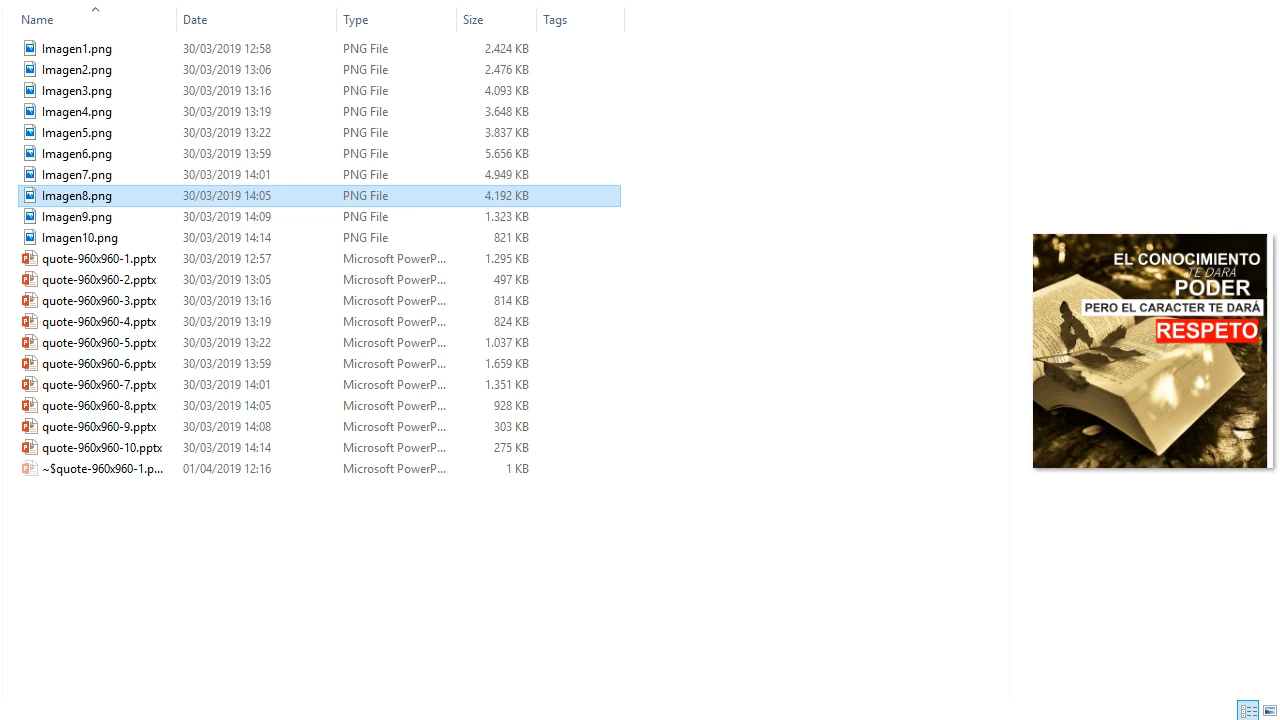 Name Date Type Size Tags
Imagen1.png 30/03/2019 12:58 PNG File 2.424 KB
Imagen2.png 30/03/2019 13:06 PNG File 2.476 KB
Imagen3.png 30/03/2019 13:16 PNG File 4.093 KB
Imagen4.png 30/03/2019 13:19 PNG File 3.648 KB
Imagen5.png 30/03/2019 13:22 PNG File 3.837 KB
Imagen6.png 30/03/2019 13:59 PNG File 5.656 KB
Imagen7.png 30/03/2019 14:01 PNG File 4.949 KB
Imagen8.png 30/03/2019 14:05 PNG File 4.192 KB
Imagen9.png 30/03/2019 14:09 PNG File 1.323 KB
Imagen10.png 30/03/2019 14:14 PNG File 821 KB
quote-960x960-1.pptx 30/03/2019 12:57 Microsoft PowerP... 1.295 KB
quote-960x960-2.pptx 30/03/2019 13:05 Microsoft PowerP... 497 KB
quote-960x960-3.pptx 30/03/2019 13:16 Microsoft PowerP... 814 KB
quote-960x960-4.pptx 30/03/2019 13:19 Microsoft PowerP... 824 KB
quote-960x960-5.pptx 30/03/2019 13:22 Microsoft PowerP... 1.037 KB
quote-960x960-6.pptx 30/03/2019 13:59 Microsoft PowerP... 1.659 KB
quote-960x960-7.pptx 30/03/2019 14:01 Microsoft PowerP... 1.351 KB
quote-960x960-8.pptx 30/03/2019 14:05 Microsoft PowerP... 928 KB
quote-960x960-9.pptx 30/03/2019 14:08 Microsoft PowerP... 303 KB
quote-960x960-10.pptx 30/03/2019 14:14 Microsoft PowerP... 275 KB
~$quote-960x960-1.p... 01/04/2019 12:16 Microsoft PowerP... 1 KB
EL CONOCIMIENTO
TE DARÁ
PODER
PERO EL CARACTER TE DARÁ
RESPETO